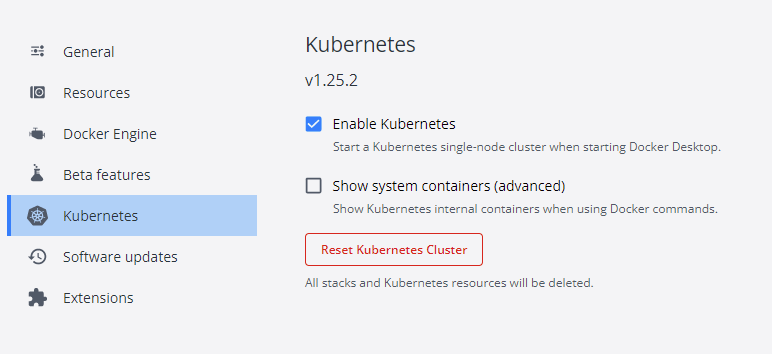 General
Resources
Docker Engine
Beta features
Kubernetes
Software updates
Extensions
Kubernetes
v1.25.2
Enable Kubernetes
Start a Kubernetes single-node cluster when starting Docker Desktop.
Show system containers (advanced)
Show Kubernetes internal containers when using Docker commands.
Reset Kubernetes Cluster
All stacks and Kubernetes resources will be deleted.